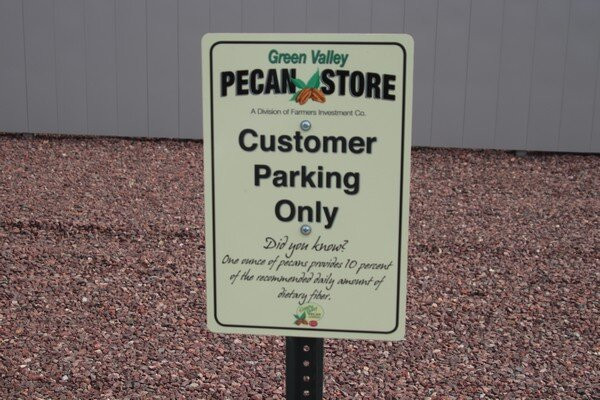 Green Valley
PECAN STORE
A Division of Farmers Investment Co.
Customer
Parking
Only
Did you know?
One ounce of pecans provides 10 percent
of the recommended daily amount of
dietary fiber.